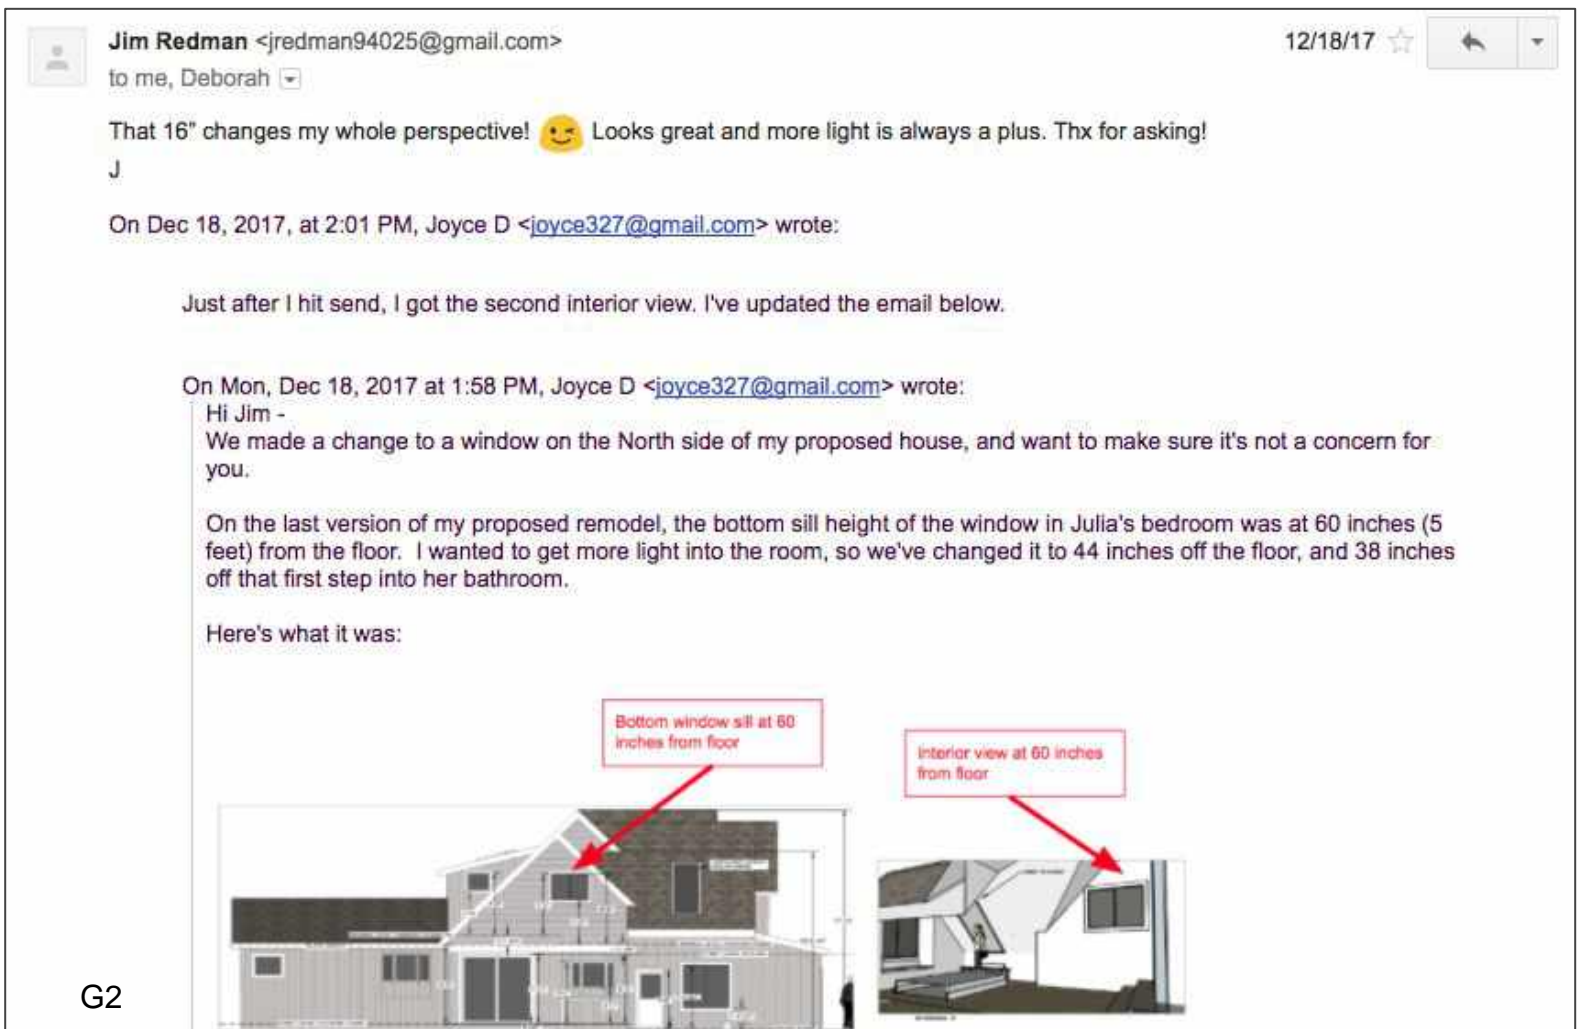 Jim Redman <jredman94025@gmail.com>
12/18/17
to me, Deborah
That 16" changes my whole perspective! 😉 Looks great and more light is always a plus. Thx for asking!
J
On Dec 18, 2017, at 2:01 PM, Joyce D <joyce327@gmail.com> wrote:
Just after I hit send, I got the second interior view. I've updated the email below.
On Mon, Dec 18, 2017 at 1:58 PM, Joyce D <joyce327@gmail.com> wrote:
Hi Jim -
We made a change to a window on the North side of my proposed house, and want to make sure it's not a concern for
you.
On the last version of my proposed remodel, the bottom sill height of the window in Julia's bedroom was at 60 inches (5
feet) from the floor.  I wanted to get more light into the room, so we've changed it to 44 inches off the floor, and 38 inches
off that first step into her bathroom.
Here's what it was:
Bottom window sill at 60
inches from floor
Interior view at 60 inches
from floor
G2